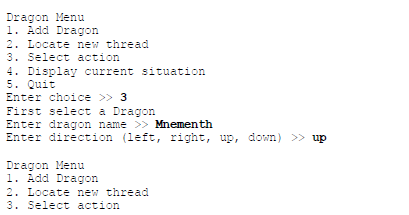 Dragon Menu
1. Add Dragon
2. Locate new thread
3. Select action
4. Display current situation
5. Quit
Enter choice >> 3
First select a Dragon
Enter dragon name >> Mnementh
Enter direction (left, right, up, down) >> up
Dragon Menu
1. Add Dragon
2. Locate new thread
3. Select action